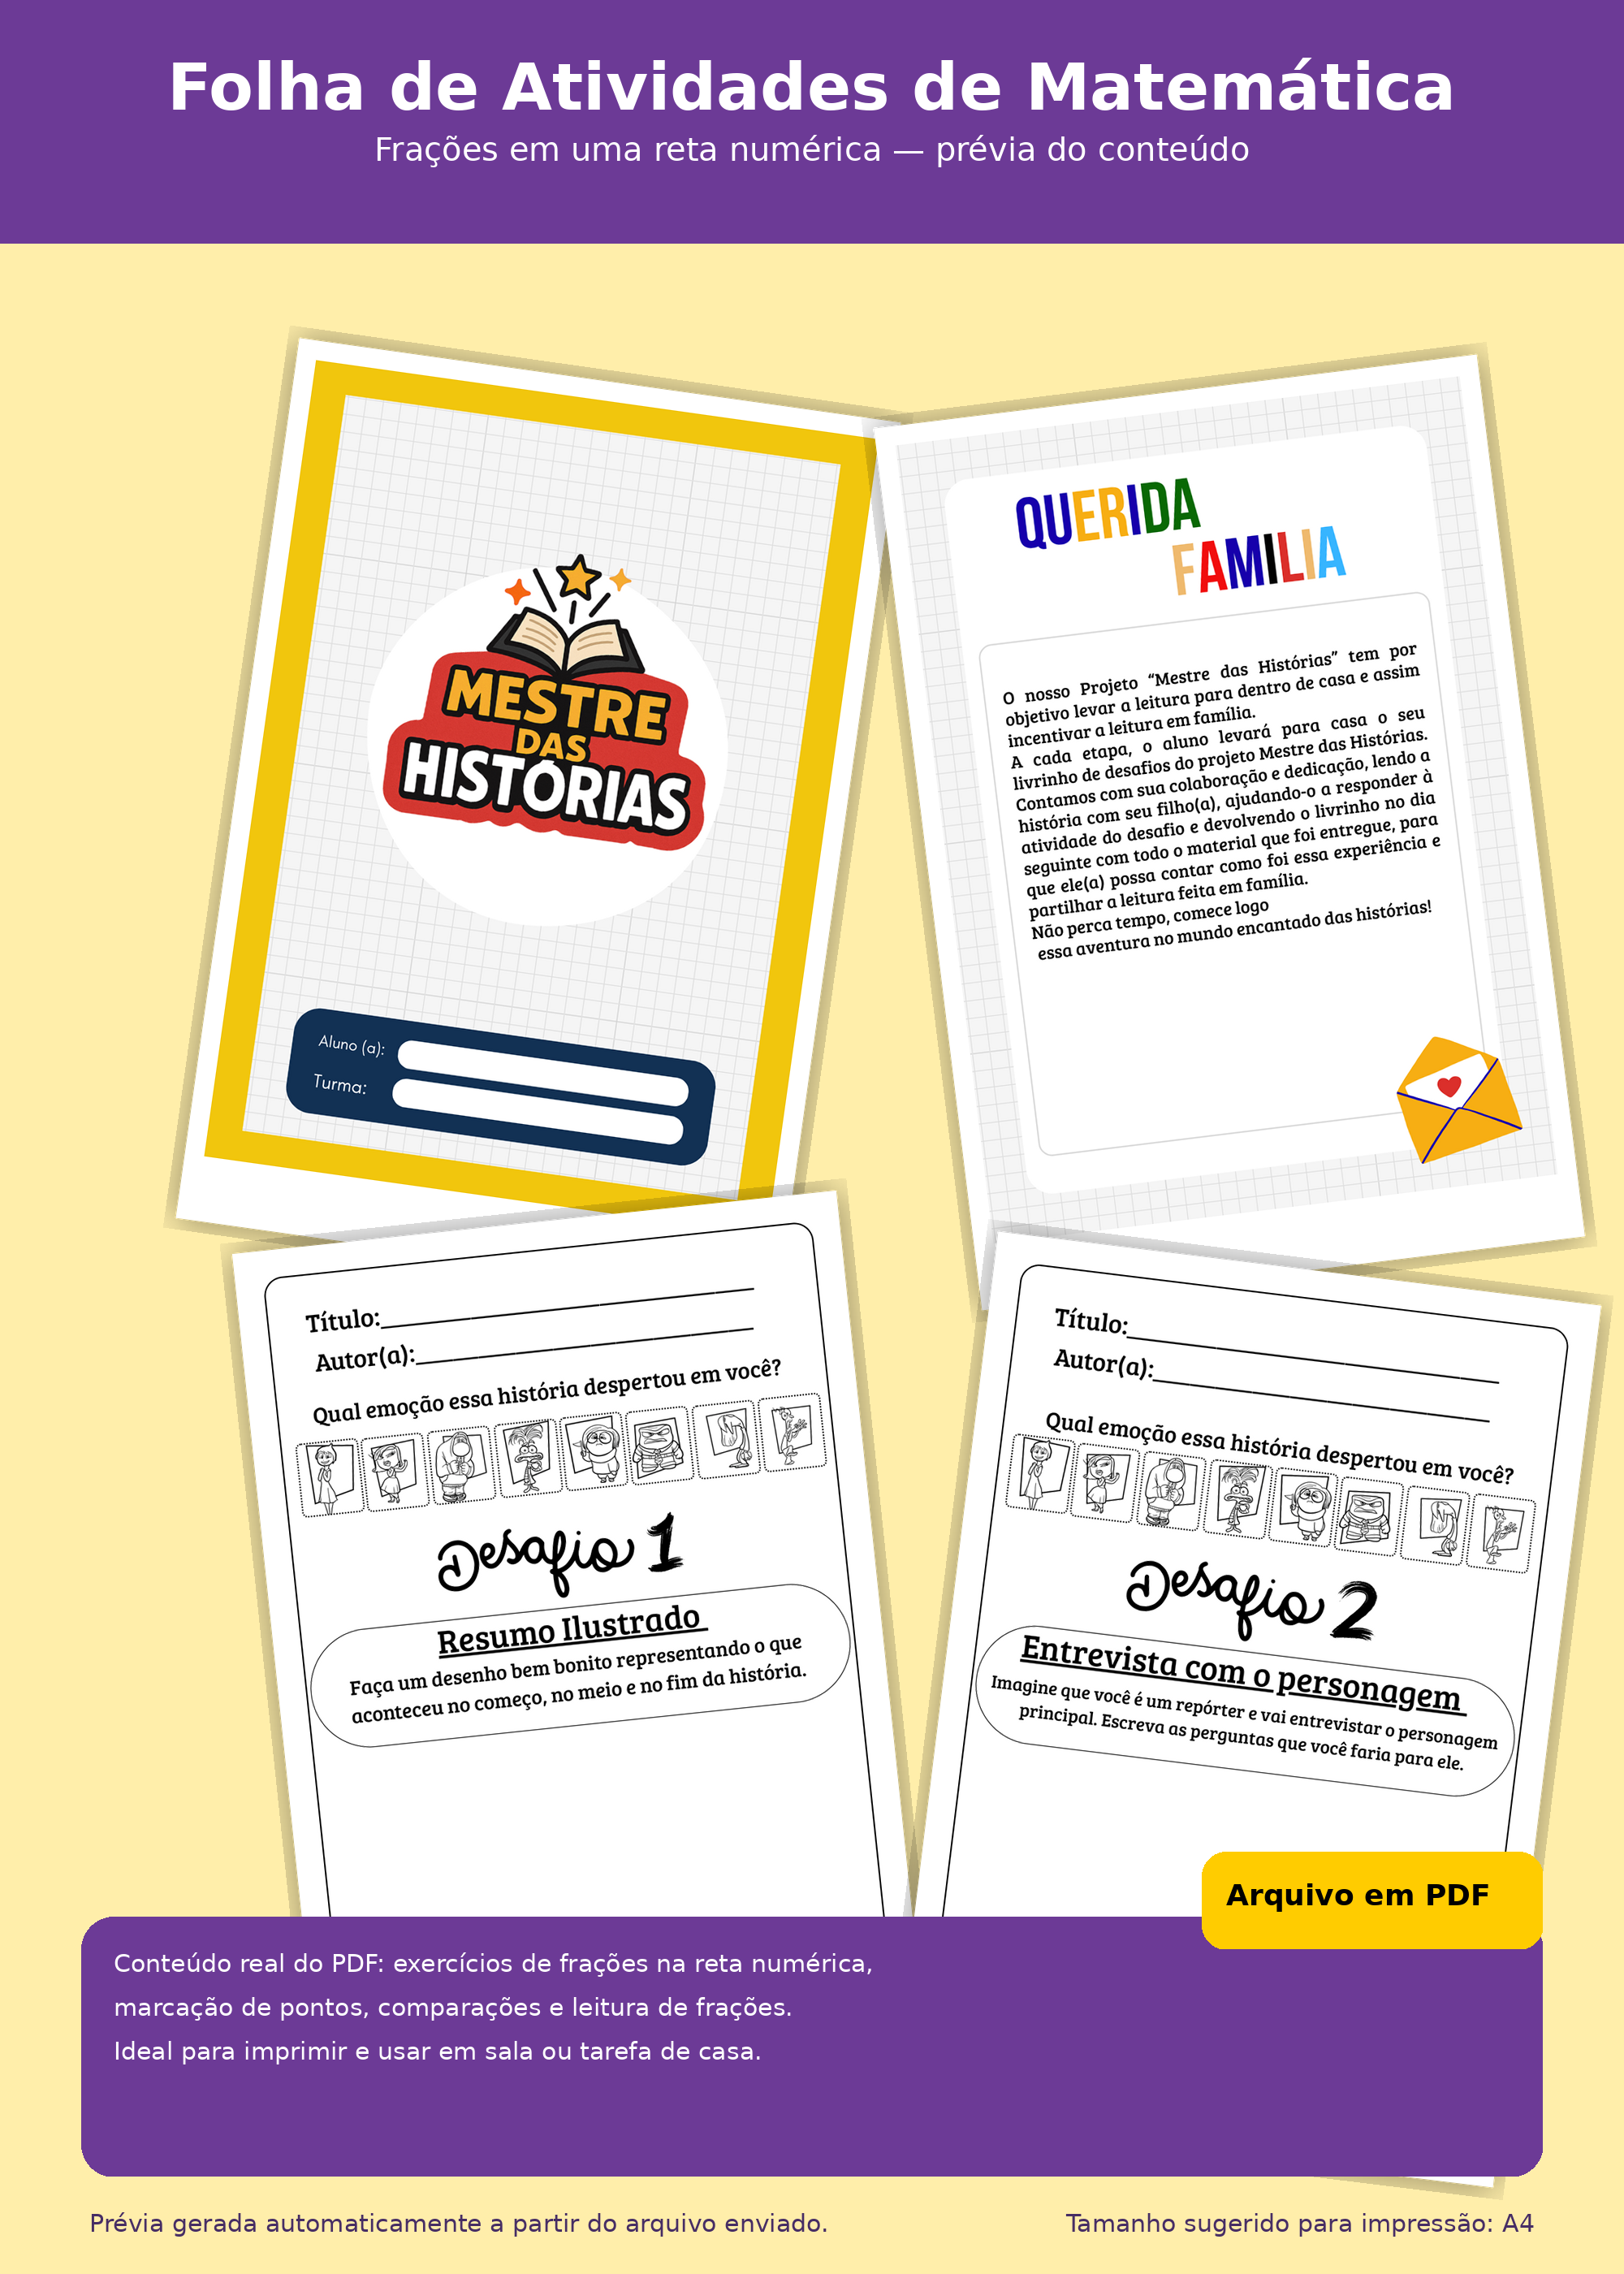 Folha de Atividades de Matemática
Frações em uma reta numérica — prévia do conteúdo
MESTRE
DAS
HISTÓRIAS
Aluno (a):
Turma:
QUERIDA
FAMILIA
O nosso Projeto “Mestre das Histórias” tem por
objetivo levar a leitura para dentro de casa e assim
incentivar a leitura em família.
A cada etapa, o aluno levará para casa o seu
livrinho de desafios do projeto Mestre das Histórias.
Contamos com sua colaboração e dedicação, lendo a
história com seu filho(a), ajudando-o a responder à
atividade do desafio e devolvendo o livrinho no dia
seguinte com todo o material que foi entregue, para
que ele(a) possa contar como foi essa experiência e
partilhar a leitura feita em família.
Não perca tempo, comece logo
essa aventura no mundo encantado das histórias!
Título:
Autor(a):
Qual emoção essa história despertou em você?
Desafio 1
Resumo Ilustrado
Faça um desenho bem bonito representando o que
aconteceu no começo, no meio e no fim da história.
Título:
Autor(a):
Qual emoção essa história despertou em você?
Desafio 2
Entrevista com o personagem
Imagine que você é um repórter e vai entrevistar o personagem
principal. Escreva as perguntas que você faria para ele.
Arquivo em PDF
Conteúdo real do PDF: exercícios de frações na reta numérica,
marcação de pontos, comparações e leitura de frações.
Ideal para imprimir e usar em sala ou tarefa de casa.
Prévia gerada automaticamente a partir do arquivo enviado.
Tamanho sugerido para impressão: A4